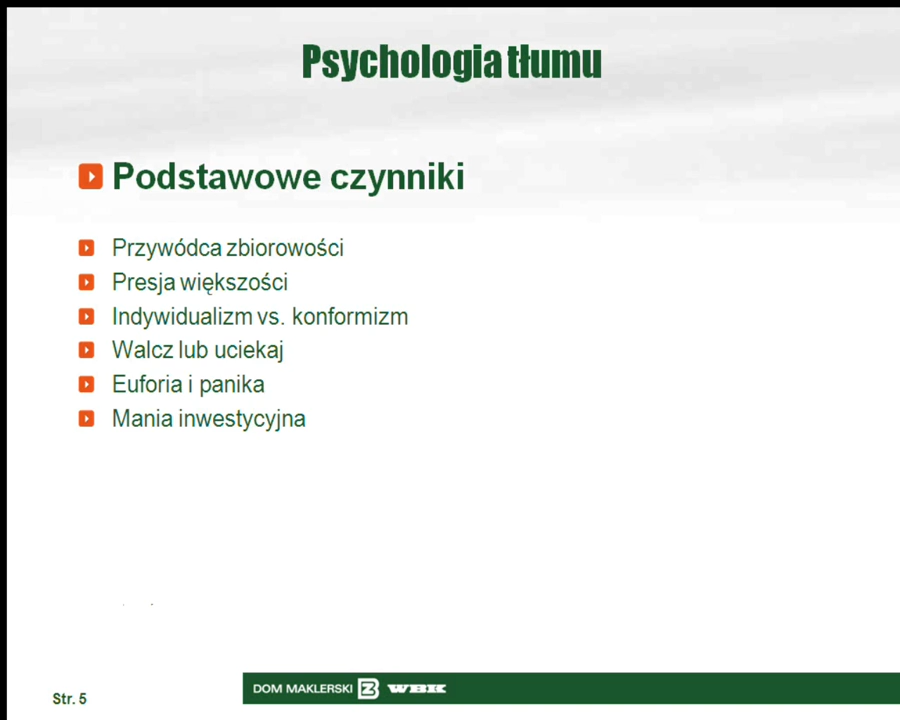 Psychologia tłumu
Podstawowe czynniki
Przywódca zbiorowości
Presja większości
Indywidualizm vs. konformizm
Walcz lub uciekaj
Euforia i panika
Mania inwestycyjna
Str. 5
DOM MAKLERSKI Z WBK